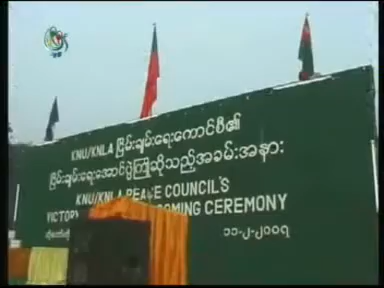 KNU/KNLA ငြိမ်းချမ်းရေးကောင်စီ၏
ငြိမ်းချမ်းရေးအောင်ပွဲကြိုဆိုသည့်အခမ်းအနား
KNU/KNLA PEACE COUNCIL'S
VICTORY COMING CEREMONY
၁၁-၂-၂၀၀၇